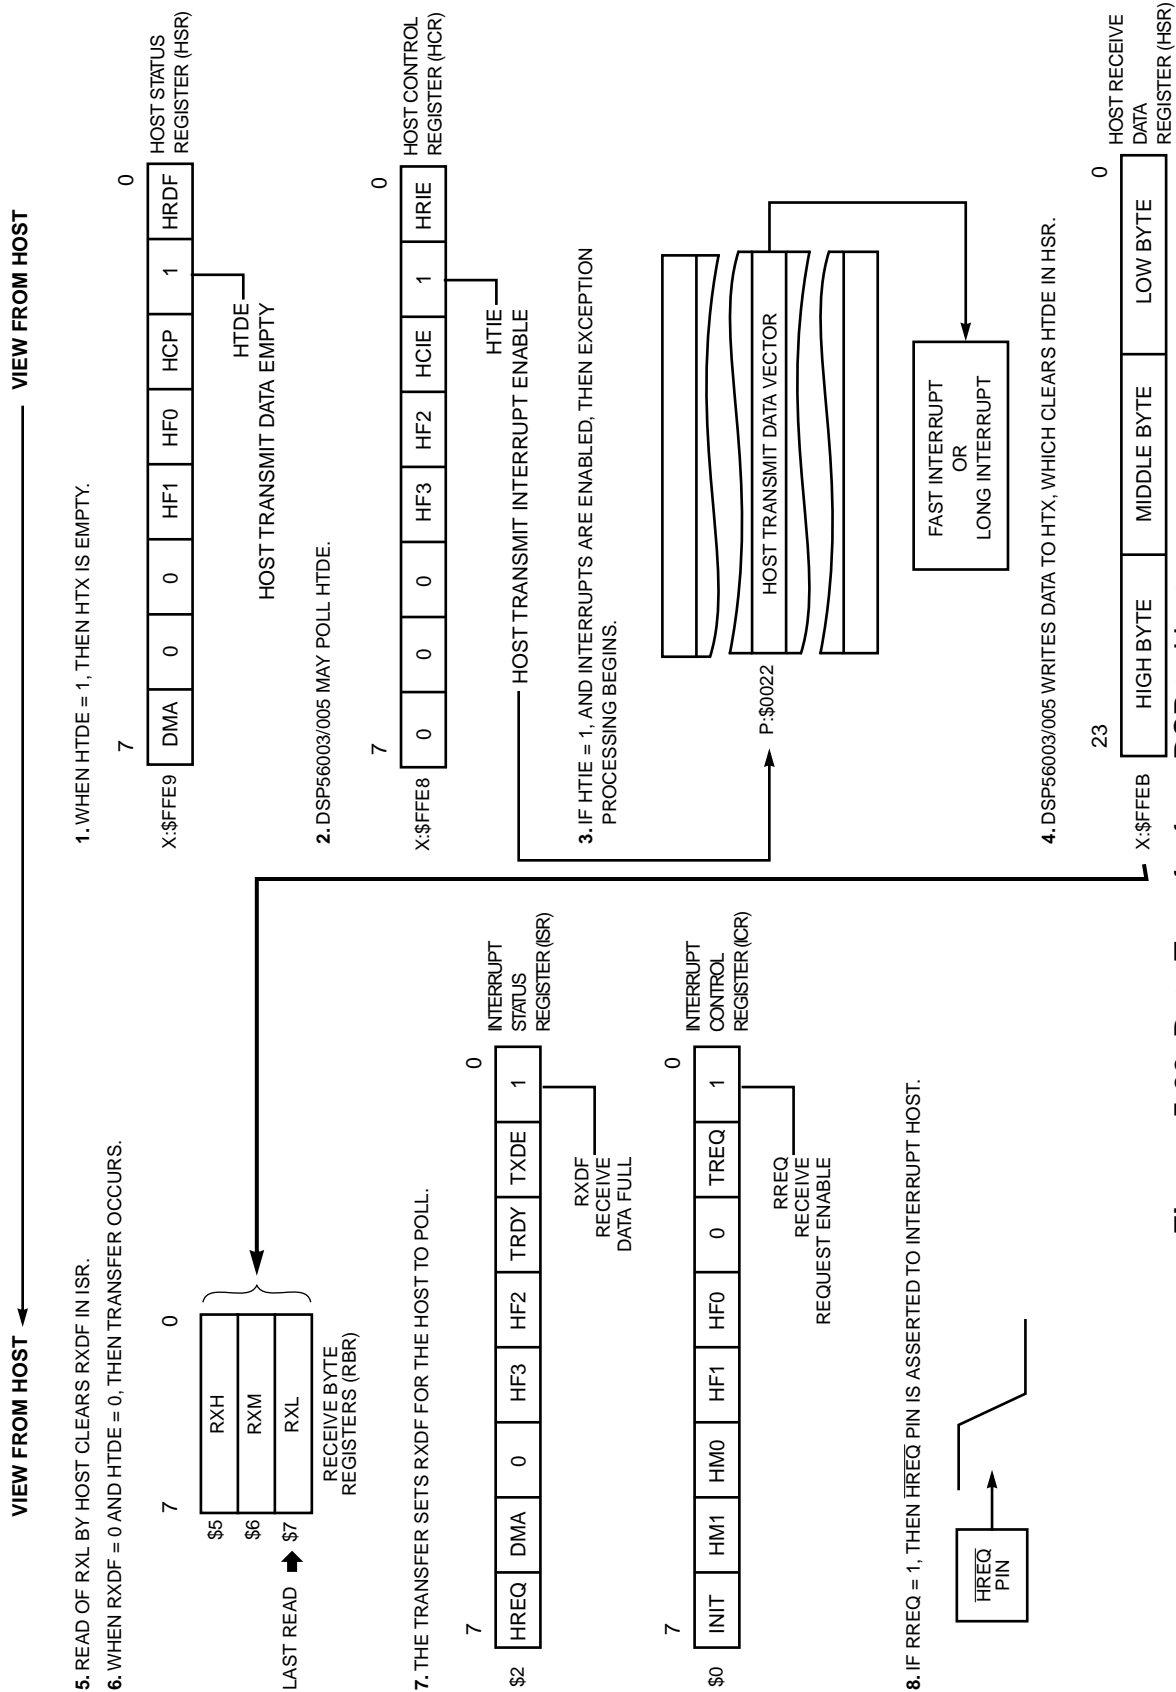 VIEW FROM HOST
VIEW FROM HOST
5. READ OF RXL BY HOST CLEARS RXDF IN ISR.
6. WHEN RXDF = 0 AND HTDE = 0, THEN TRANSFER OCCURS.
7 0
$5 RXH
$6 RXM
LAST READ $7 RXL
RECEIVE BYTE
REGISTERS (RBR)
7. THE TRANSFER SETS RXDF FOR THE HOST TO POLL.
7 0
$2 HREQ DMA 0 HF3 HF2 TRDY TXDE 1
INTERRUPT
STATUS
REGISTER (ISR)
RXDF
RECEIVE
DATA FULL
7 0
$0 INIT HM1 HM0 HF1 HF0 0 TREQ 1
INTERRUPT
CONTROL
REGISTER (ICR)
RREQ
RECEIVE
REQUEST ENABLE
8. IF RREQ = 1, THEN HREQ PIN IS ASSERTED TO INTERRUPT HOST.
HREQ
PIN
1. WHEN HTDE = 1, THEN HTX IS EMPTY.
7 0
X:$FFE9 DMA 0 0 HF1 HF0 HCP 1 HRDF
HOST STATUS
REGISTER (HSR)
HTDE
HOST TRANSMIT DATA EMPTY
2. DSP56003/005 MAY POLL HTDE.
7 0
X:$FFE8 0 0 0 HF3 HF2 HCIE 1 HRIE
HOST CONTROL
REGISTER (HCR)
HTIE
HOST TRANSMIT INTERRUPT ENABLE
3. IF HTIE = 1, AND INTERRUPTS ARE ENABLED, THEN EXCEPTION
PROCESSING BEGINS.
P:$0022 HOST TRANSMIT DATA VECTOR
FAST INTERRUPT
OR
LONG INTERRUPT
4. DSP56003/005 WRITES DATA TO HTX, WHICH CLEARS HTDE IN HSR.
23 0
X:$FFEB HIGH BYTE MIDDLE BYTE LOW BYTE
HOST RECEIVE
DATA
REGISTER (HSR)